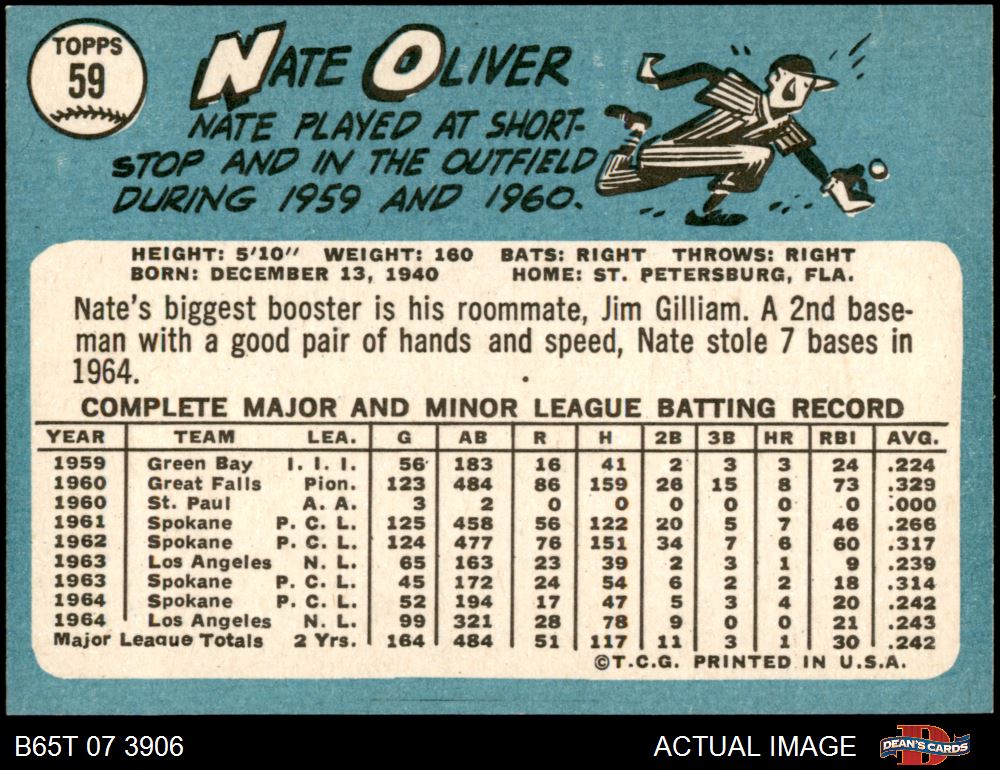 TOPPS
59
NATE OLIVER
NATE PLAYED AT SHORT-
STOP AND IN THE OUTFIELD
DURING 1959 AND 1960.
HEIGHT: 5'10" WEIGHT: 160 BATS: RIGHT THROWS: RIGHT
BORN: DECEMBER 13, 1940 HOME: ST. PETERSBURG, FLA.
Nate's biggest booster is his roommate, Jim Gilliam. A 2nd base-
man with a good pair of hands and speed, Nate stole 7 bases in
1964.
COMPLETE MAJOR AND MINOR LEAGUE BATTING RECORD
YEAR TEAM LEA. G AB R H 2B 3B HR RBI AVG.
1959 Green Bay I. I. I. 56 183 16 41 2 3 3 24 .224
1960 Great Falls Pion. 123 484 86 159 26 15 8 73 .329
1960 St. Paul A. A. 3 2 0 0 0 0 0 0 .000
1961 Spokane P. C. L. 125 458 56 122 20 5 7 46 .266
1962 Spokane P. C. L. 124 477 76 151 34 7 6 60 .317
1963 Los Angeles N. L. 65 163 23 39 2 3 1 9 .239
1963 Spokane P. C. L. 45 172 24 54 6 2 2 18 .314
1964 Spokane P. C. L. 52 194 17 47 5 3 4 20 .242
1964 Los Angeles N. L. 99 321 28 78 9 0 0 21 .243
Major League Totals 2 Yrs. 164 484 51 117 11 3 1 30 .242
©T.C.G. PRINTED IN U.S.A.
B65T 07 3906 ACTUAL IMAGE DEAN'S CARDS